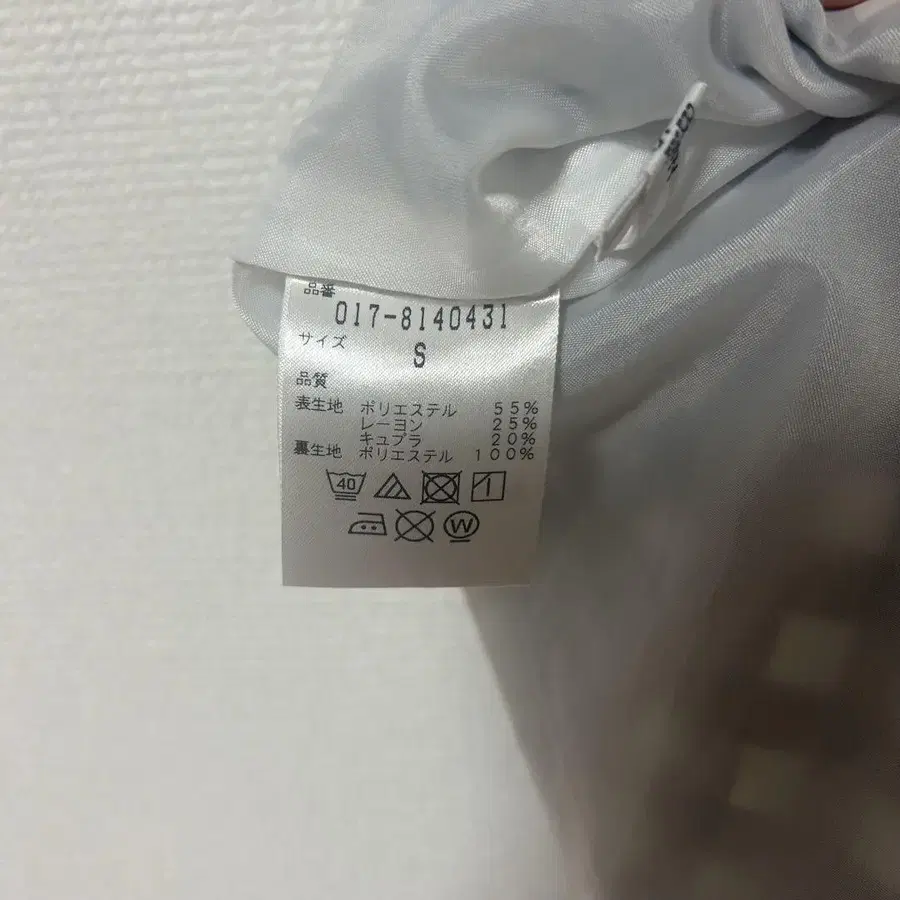 品番
017-8140431
サイズ
S
品質
表生地 ポリエステル 55%
レーヨン 25%
キュプラ 20%
裏生地 ポリエステル 100%
40
W